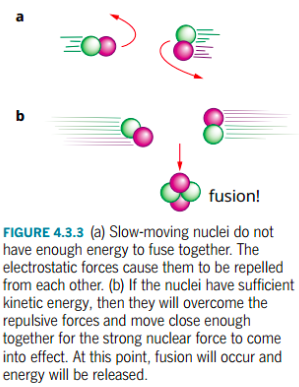 a
b
fusion!
FIGURE 4.3.3 (a) Slow-moving nuclei do not
have enough energy to fuse together. The
electrostatic forces cause them to be repelled
from each other. (b) If the nuclei have sufficient
kinetic energy, then they will overcome the
repulsive forces and move close enough
together for the strong nuclear force to come
into effect. At this point, fusion will occur and
energy will be released.